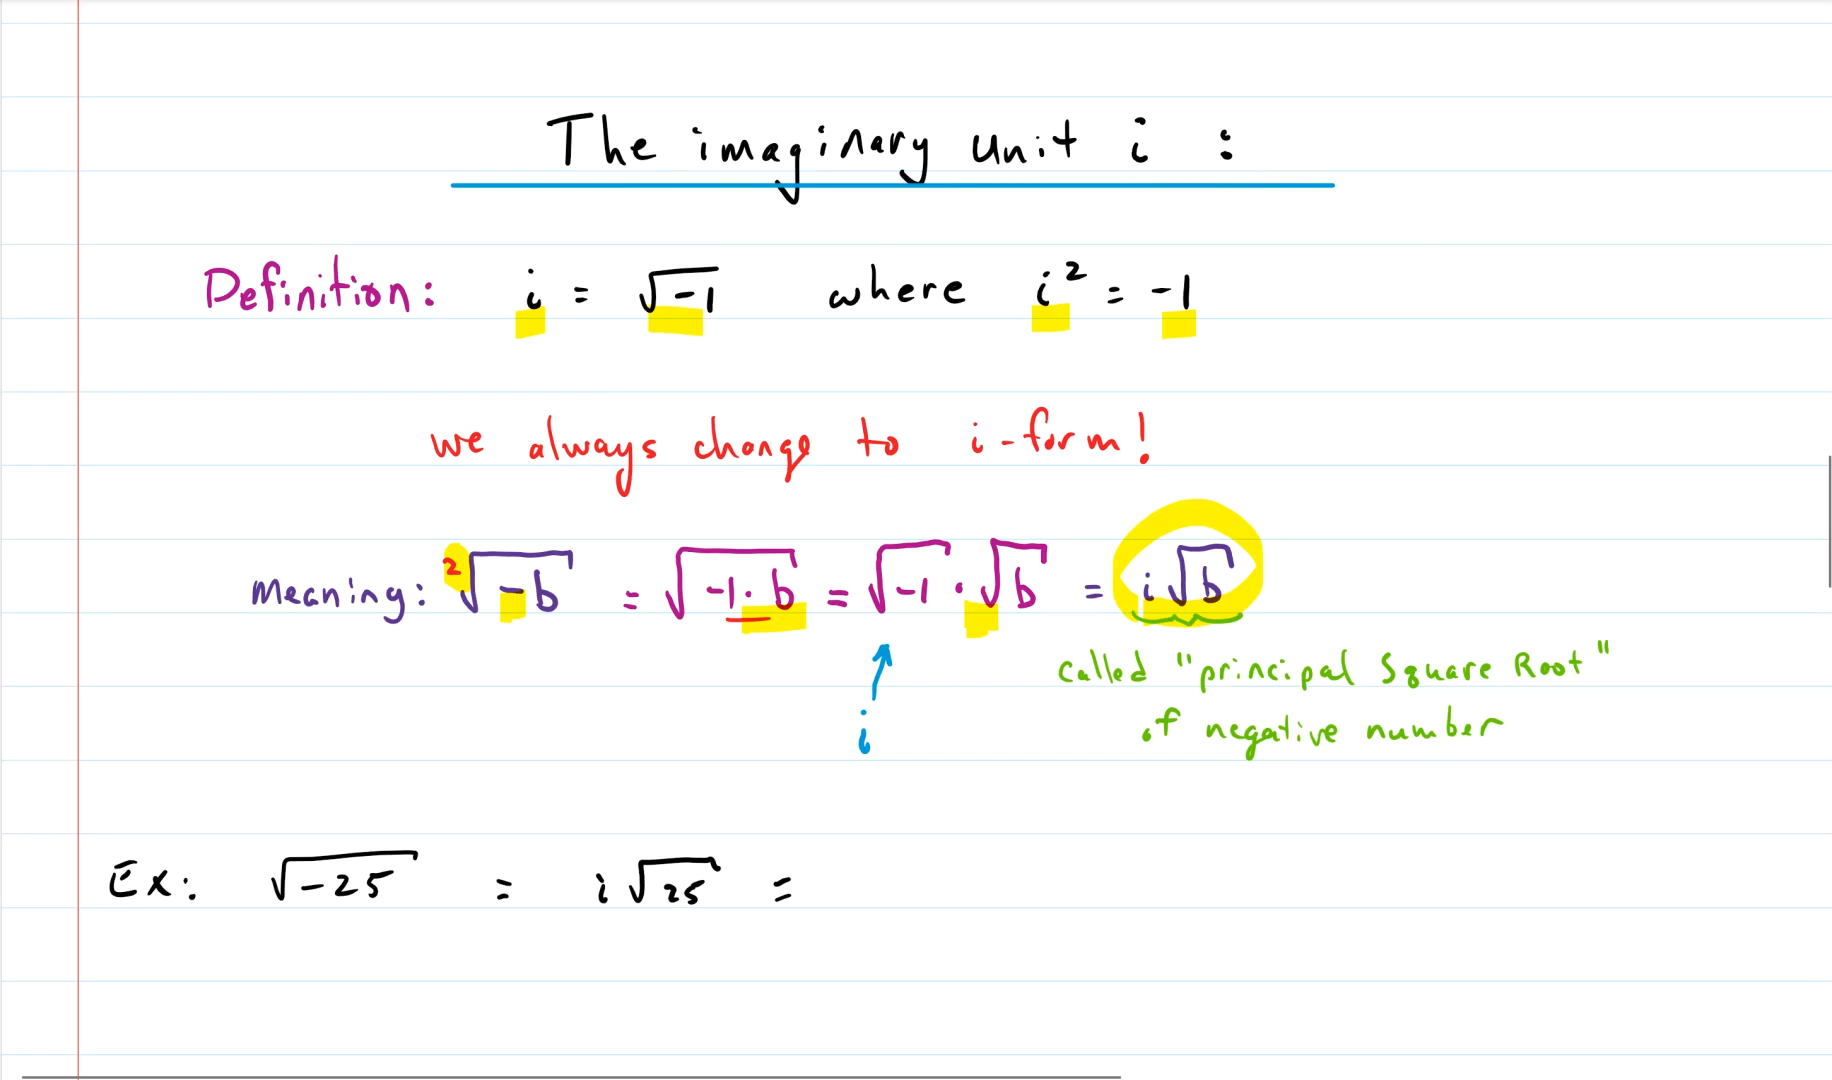 The imaginary unit i :
Definition: i = √-1 where i² = -1
we always change to i-form!
meaning: ²√-b = √-1·b = √-1 · √b = i√b
i
called "principal Square Root"
of negative number
Ex: √-25 = i√25 =